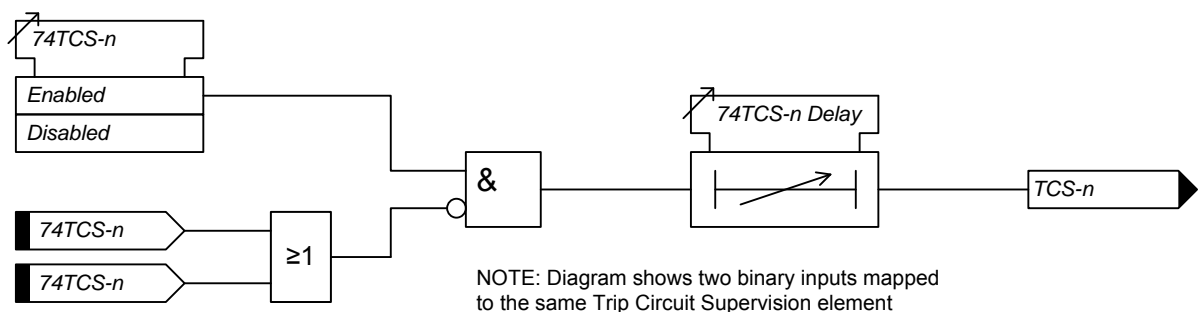 74TCS-n
Enabled
Disabled
74TCS-n Delay
&
TCS-n
74TCS-n
74TCS-n
≥1
NOTE: Diagram shows two binary inputs mapped
to the same Trip Circuit Supervision element